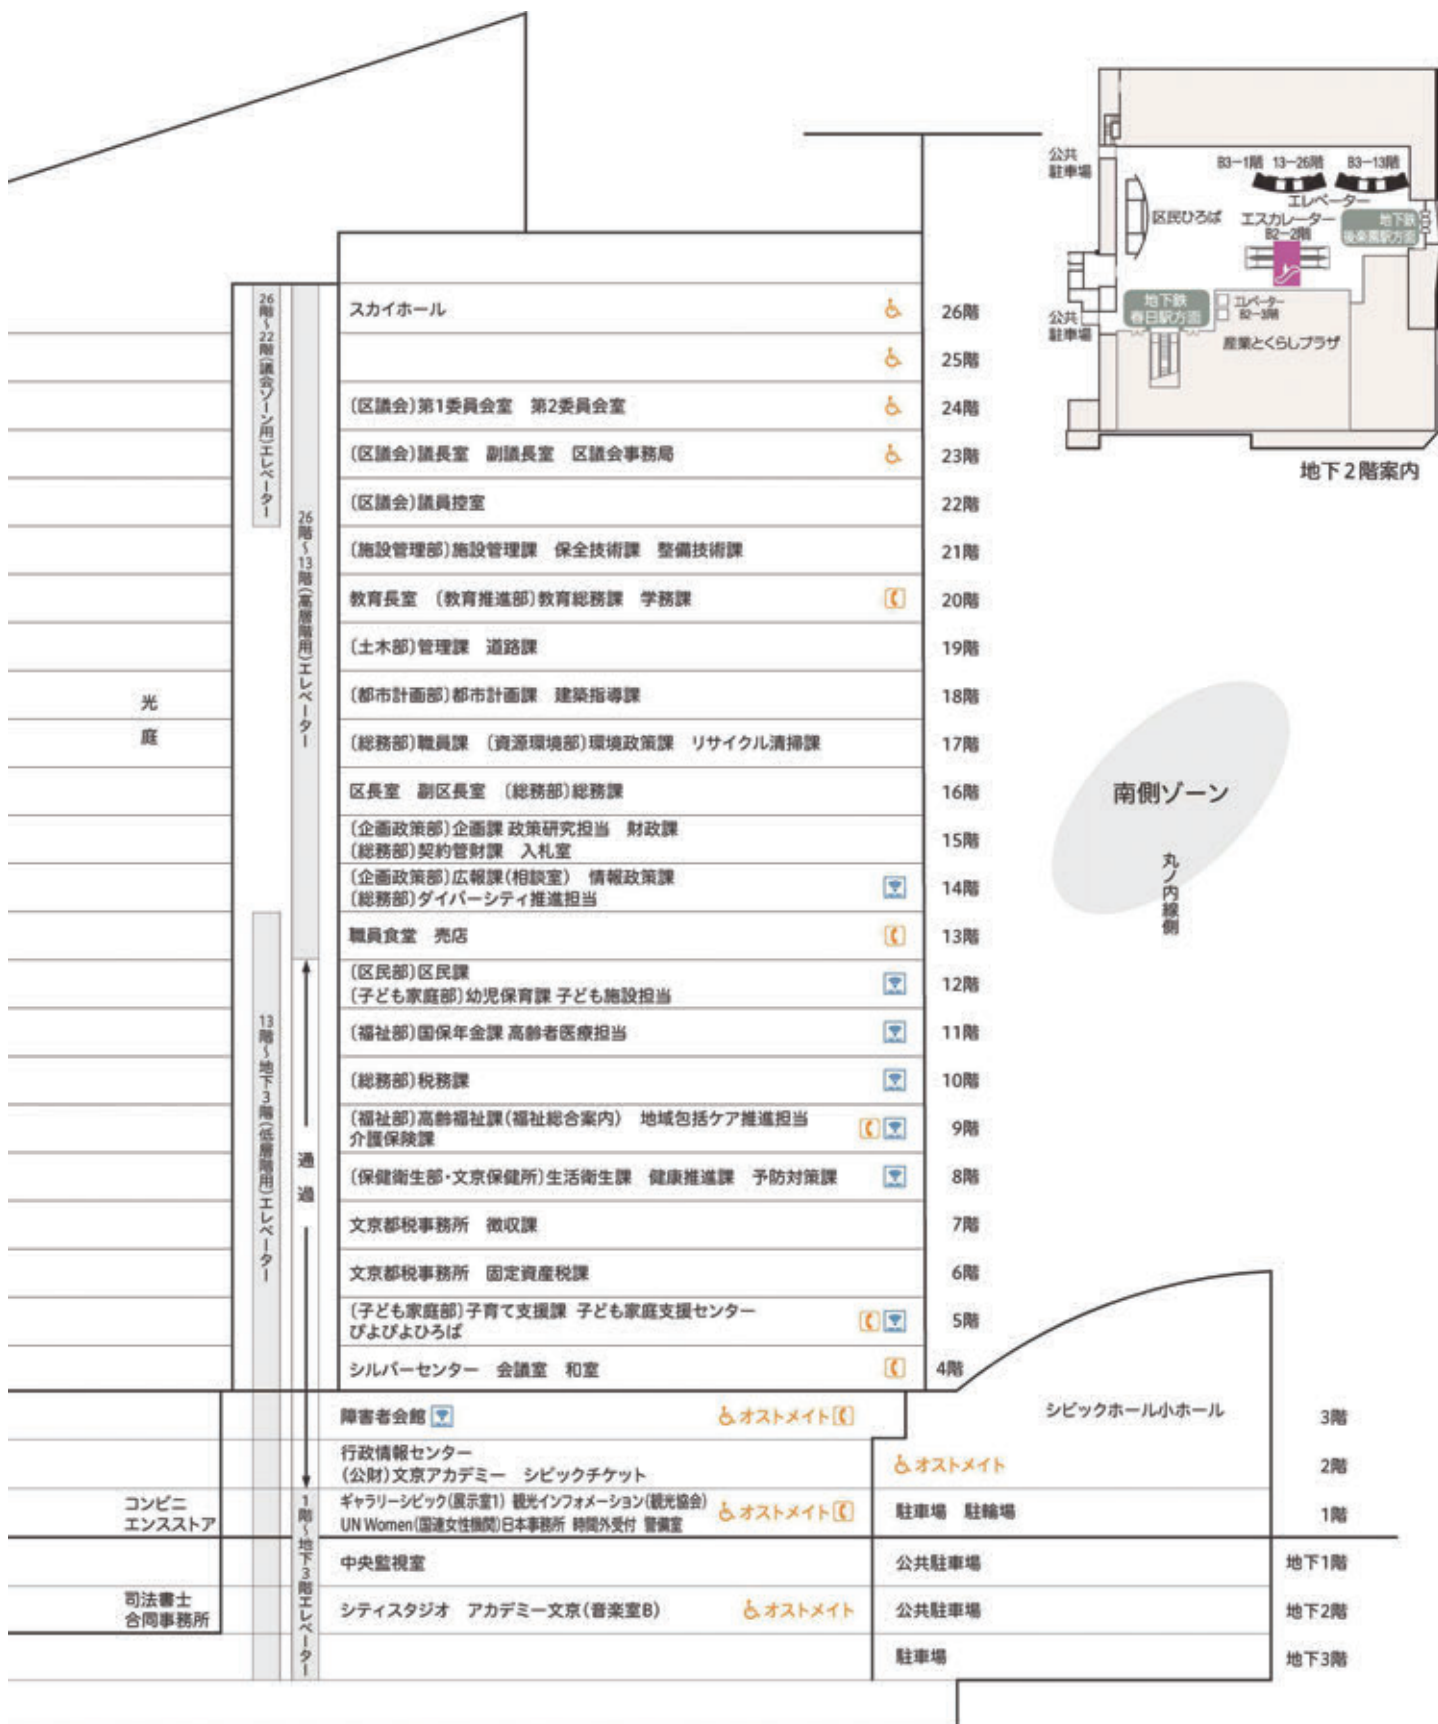 公共
駐車場
B3-1階 13-26階 B3-13階
エレベーター
区民ひろば
エスカレーター
B2-2階
地下鉄
後楽園駅方面
地下鉄
春日駅方面
エレベーター
B2-3階
公共
駐車場
産業とくらしプラザ
地下2階案内
26階~22階(議会ゾーン用)エレベーター
26階~13階(高層階用)エレベーター
スカイホール 26階
25階
(区議会)第1委員会室 第2委員会室 24階
(区議会)議長室 副議長室 区議会事務局 23階
(区議会)議員控室 22階
(施設管理部)施設管理課 保全技術課 整備技術課 21階
教育長室 (教育推進部)教育総務課 学務課 20階
(土木部)管理課 道路課 19階
光庭
(都市計画部)都市計画課 建築指導課 18階
(総務部)職員課 (資源環境部)環境政策課 リサイクル清掃課 17階
区長室 副区長室 (総務部)総務課 16階
南側ゾーン
丸ノ内線側
(企画政策部)企画課 政策研究担当 財政課
(総務部)契約管財課 入札室 15階
(企画政策部)広報課(相談室) 情報政策課
(総務部)ダイバーシティ推進担当 14階
職員食堂 売店 13階
13階~地下3階(低層階用)エレベーター
通過
(区民部)区民課
(子ども家庭部)幼児保育課 子ども施設担当 12階
(福祉部)国保年金課 高齢者医療担当 11階
(総務部)税務課 10階
(福祉部)高齢福祉課(福祉総合案内) 地域包括ケア推進担当
介護保険課 9階
(保健衛生部・文京保健所)生活衛生課 健康推進課 予防対策課 8階
文京都税事務所 徴収課 7階
文京都税事務所 固定資産税課 6階
(子ども家庭部)子育て支援課 子ども家庭支援センター
ぴよぴよひろば 5階
シルバーセンター 会議室 和室 4階
障害者会館 オストメイト シビックホール小ホール 3階
行政情報センター
(公財)文京アカデミー シビックチケット オストメイト 2階
1階~地下3階エレベーター
コンビニ
エンスストア
ギャラリーシビック(展示室1) 観光インフォメーション(観光協会)
UN Women(国連女性機関)日本事務所 時間外受付 警備室 オストメイト 駐車場 駐輪場 1階
中央監視室 公共駐車場 地下1階
司法書士
合同事務所
シティスタジオ アカデミー文京(音楽室B) オストメイト 公共駐車場 地下2階
駐車場 地下3階